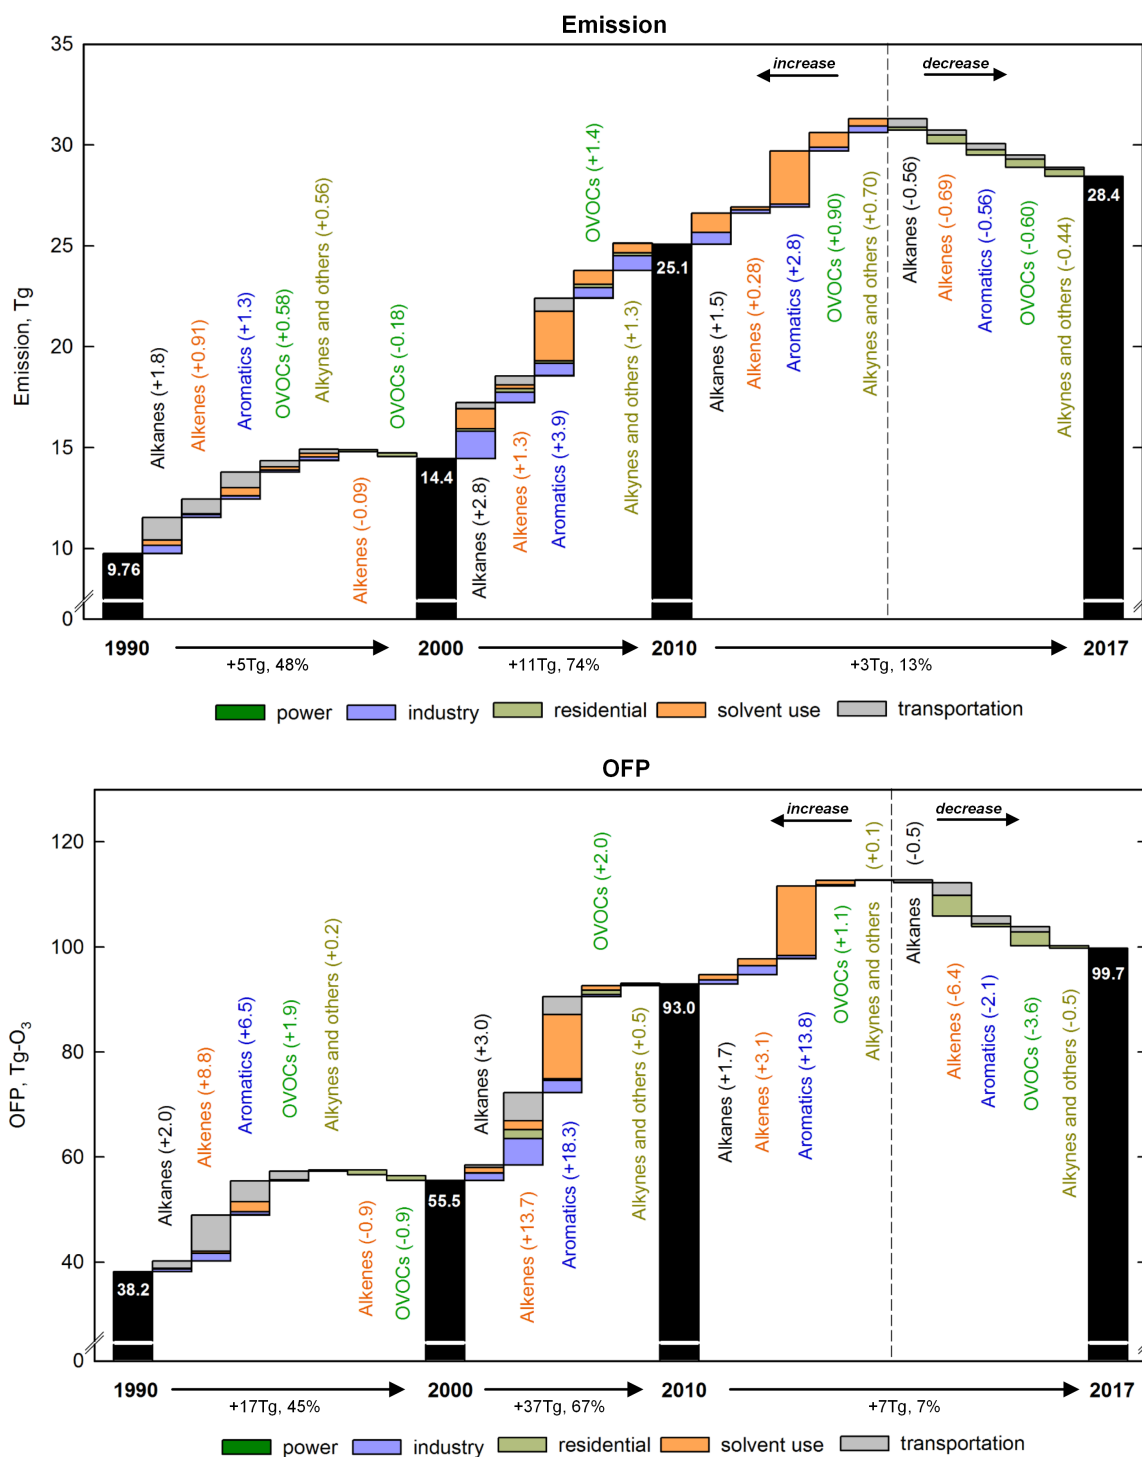 Emission
35
30
25
20
15
10
0
Emission, Tg
increase
decrease
9.76
14.4
25.1
28.4
Alkanes (+1.8)
Alkenes (+0.91)
Aromatics (+1.3)
OVOCs (+0.58)
Alkynes and others (+0.56)
Alkenes (-0.09)
OVOCs (-0.18)
Alkanes (+2.8)
Alkenes (+1.3)
Aromatics (+3.9)
OVOCs (+1.4)
Alkynes and others (+1.3)
Alkanes (+1.5)
Alkenes (+0.28)
Aromatics (+2.8)
OVOCs (+0.90)
Alkynes and others (+0.70)
Alkanes (-0.56)
Alkenes (-0.69)
Aromatics (-0.56)
OVOCs (-0.60)
Alkynes and others (-0.44)
1990
2000
2010
2017
+5Tg, 48%
+11Tg, 74%
+3Tg, 13%
power
industry
residential
solvent use
transportation
OFP
120
100
80
60
40
0
OFP, Tg-O3
increase
decrease
38.2
55.5
93.0
99.7
Alkanes (+2.0)
Alkenes (+8.8)
Aromatics (+6.5)
OVOCs (+1.9)
Alkynes and others (+0.2)
Alkenes (-0.9)
OVOCs (-0.9)
Alkanes (+3.0)
Alkenes (+13.7)
Aromatics (+18.3)
OVOCs (+2.0)
Alkynes and others (+0.5)
Alkanes (+1.7)
Alkenes (+3.1)
Aromatics (+13.8)
OVOCs (+1.1)
Alkynes and others (+0.1)
Alkanes (-0.5)
Alkenes (-6.4)
Aromatics (-2.1)
OVOCs (-3.6)
Alkynes and others (-0.5)
1990
2000
2010
2017
+17Tg, 45%
+37Tg, 67%
+7Tg, 7%
power
industry
residential
solvent use
transportation